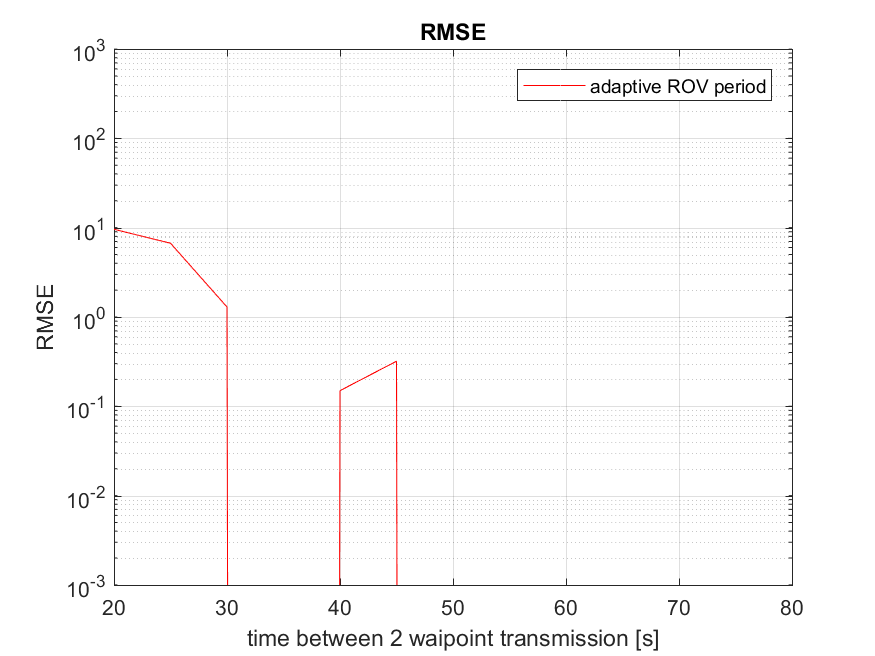 RMSE
10^3
10^2
10^1
10^0
10^-1
10^-2
10^-3
RMSE
adaptive ROV period
20 30 40 50 60 70 80
time between 2 waipoint transmission [s]